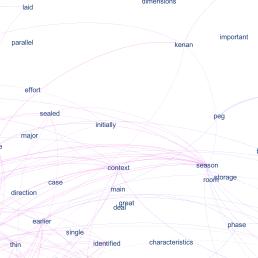 dimensions
laid
important
parallel
kenan
effort
sealed
peg
initially
major
season
context
room
storage
case
main
direction
great
deal
earlier
phase
single
characteristics
thin
identified